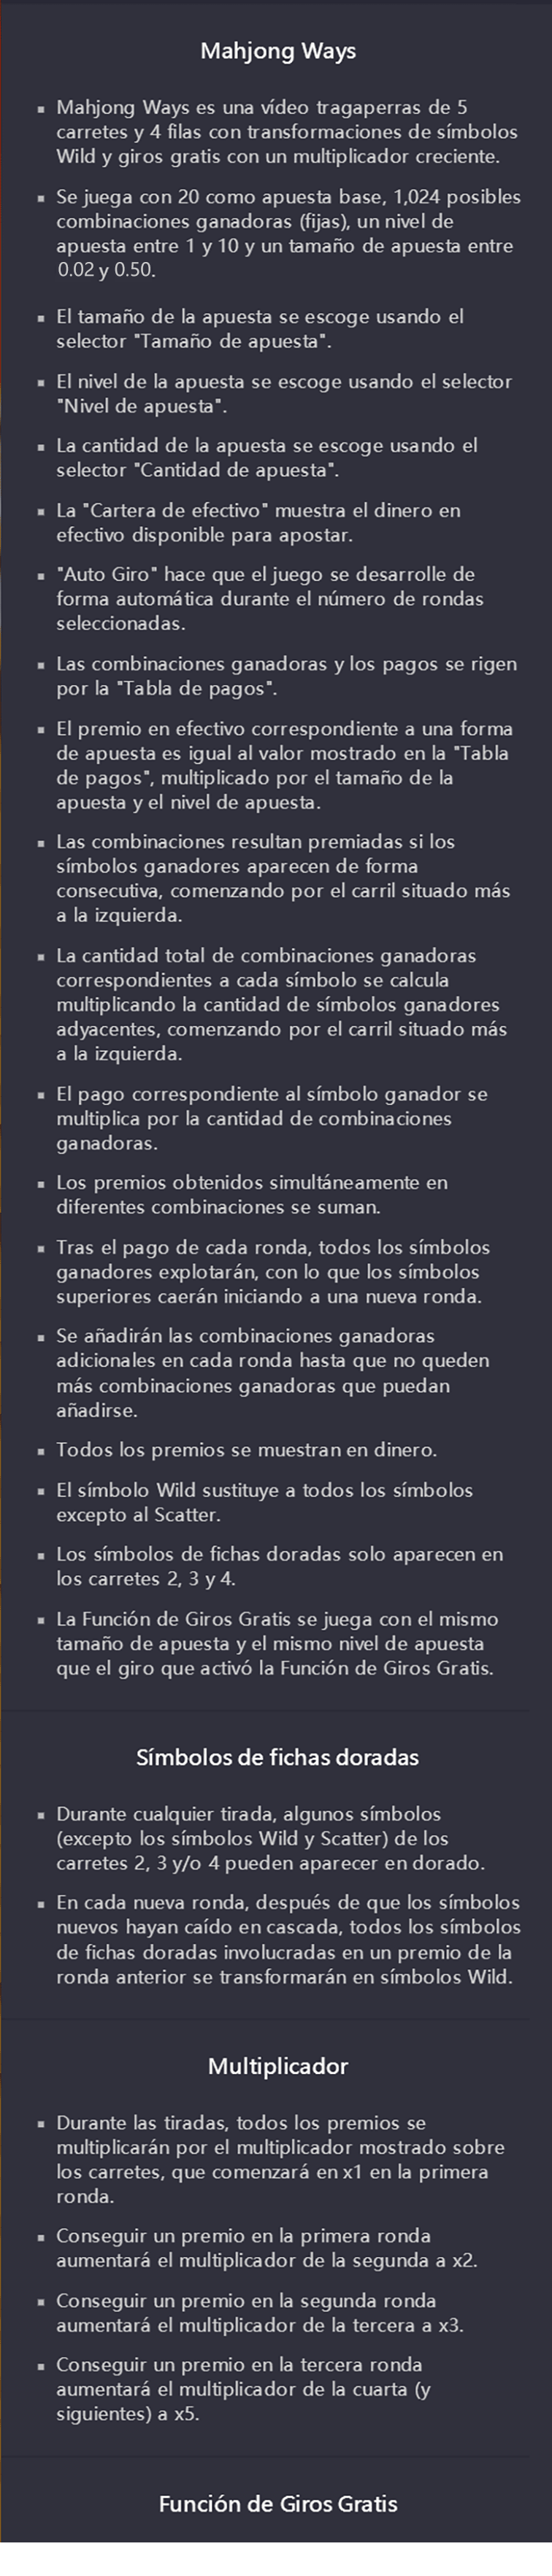 Mahjong Ways
▪ Mahjong Ways es una vídeo tragaperras de 5
carretes y 4 filas con transformaciones de símbolos
Wild y giros gratis con un multiplicador creciente.
▪ Se juega con 20 como apuesta base, 1,024 posibles
combinaciones ganadoras (fijas), un nivel de
apuesta entre 1 y 10 y un tamaño de apuesta entre
0.02 y 0.50.
▪ El tamaño de la apuesta se escoge usando el
selector "Tamaño de apuesta".
▪ El nivel de la apuesta se escoge usando el selector
"Nivel de apuesta".
▪ La cantidad de la apuesta se escoge usando el
selector "Cantidad de apuesta".
▪ La "Cartera de efectivo" muestra el dinero en
efectivo disponible para apostar.
▪ "Auto Giro" hace que el juego se desarrolle de
forma automática durante el número de rondas
seleccionadas.
▪ Las combinaciones ganadoras y los pagos se rigen
por la "Tabla de pagos".
▪ El premio en efectivo correspondiente a una forma
de apuesta es igual al valor mostrado en la "Tabla
de pagos", multiplicado por el tamaño de la
apuesta y el nivel de apuesta.
▪ Las combinaciones resultan premiadas si los
símbolos ganadores aparecen de forma
consecutiva, comenzando por el carril situado más
a la izquierda.
▪ La cantidad total de combinaciones ganadoras
correspondientes a cada símbolo se calcula
multiplicando la cantidad de símbolos ganadores
adyacentes, comenzando por el carril situado más
a la izquierda.
▪ El pago correspondiente al símbolo ganador se
multiplica por la cantidad de combinaciones
ganadoras.
▪ Los premios obtenidos simultáneamente en
diferentes combinaciones se suman.
▪ Tras el pago de cada ronda, todos los símbolos
ganadores explotarán, con lo que los símbolos
superiores caerán iniciando a una nueva ronda.
▪ Se añadirán las combinaciones ganadoras
adicionales en cada ronda hasta que no queden
más combinaciones ganadoras que puedan
añadirse.
▪ Todos los premios se muestran en dinero.
▪ El símbolo Wild sustituye a todos los símbolos
excepto al Scatter.
▪ Los símbolos de fichas doradas solo aparecen en
los carretes 2, 3 y 4.
▪ La Función de Giros Gratis se juega con el mismo
tamaño de apuesta y el mismo nivel de apuesta
que el giro que activó la Función de Giros Gratis.
Símbolos de fichas doradas
▪ Durante cualquier tirada, algunos símbolos
(excepto los símbolos Wild y Scatter) de los
carretes 2, 3 y/o 4 pueden aparecer en dorado.
▪ En cada nueva ronda, después de que los símbolos
nuevos hayan caído en cascada, todos los símbolos
de fichas doradas involucradas en un premio de la
ronda anterior se transformarán en símbolos Wild.
Multiplicador
▪ Durante las tiradas, todos los premios se
multiplicarán por el multiplicador mostrado sobre
los carretes, que comenzará en x1 en la primera
ronda.
▪ Conseguir un premio en la primera ronda
aumentará el multiplicador de la segunda a x2.
▪ Conseguir un premio en la segunda ronda
aumentará el multiplicador de la tercera a x3.
▪ Conseguir un premio en la tercera ronda
aumentará el multiplicador de la cuarta (y
siguientes) a x5.
Función de Giros Gratis